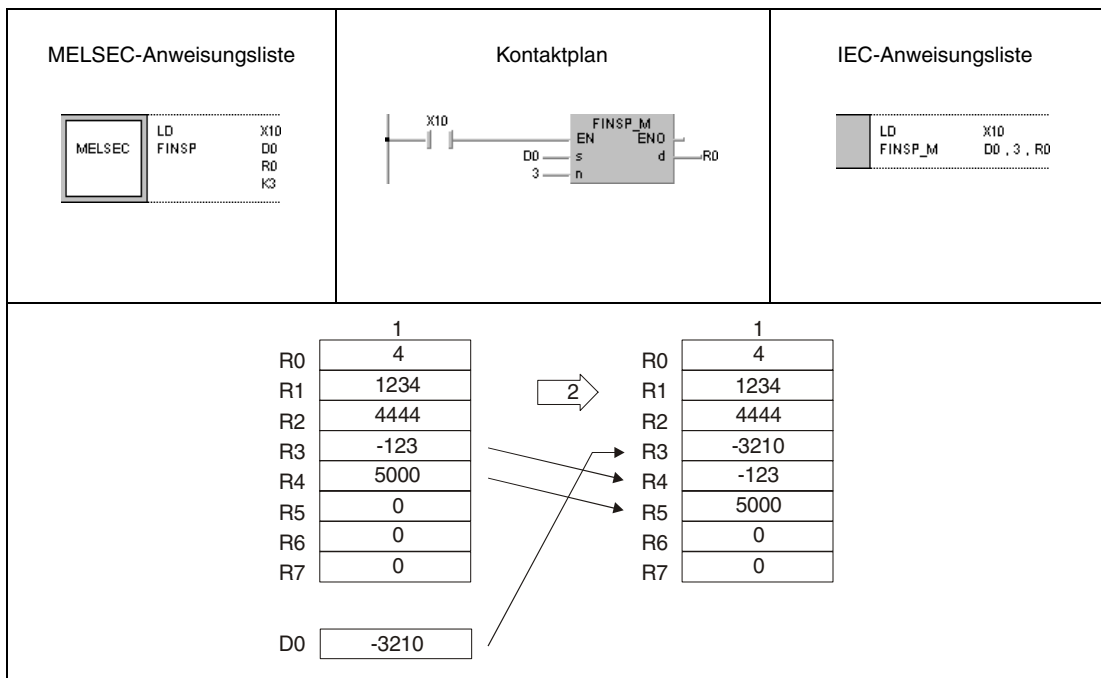 MELSEC-Anweisungsliste
MELSEC
LD X10
FINSP D0
R0
K3
Kontaktplan
X10
FINSP_M
EN ENO
D0 s d R0
3 n
IEC-Anweisungsliste
LD X10
FINSP_M D0 , 3 , R0
1
R0 4
R1 1234
R2 4444
R3 -123
R4 5000
R5 0
R6 0
R7 0
D0 -3210
2
1
R0 4
R1 1234
R2 4444
R3 -3210
R4 -123
R5 5000
R6 0
R7 0